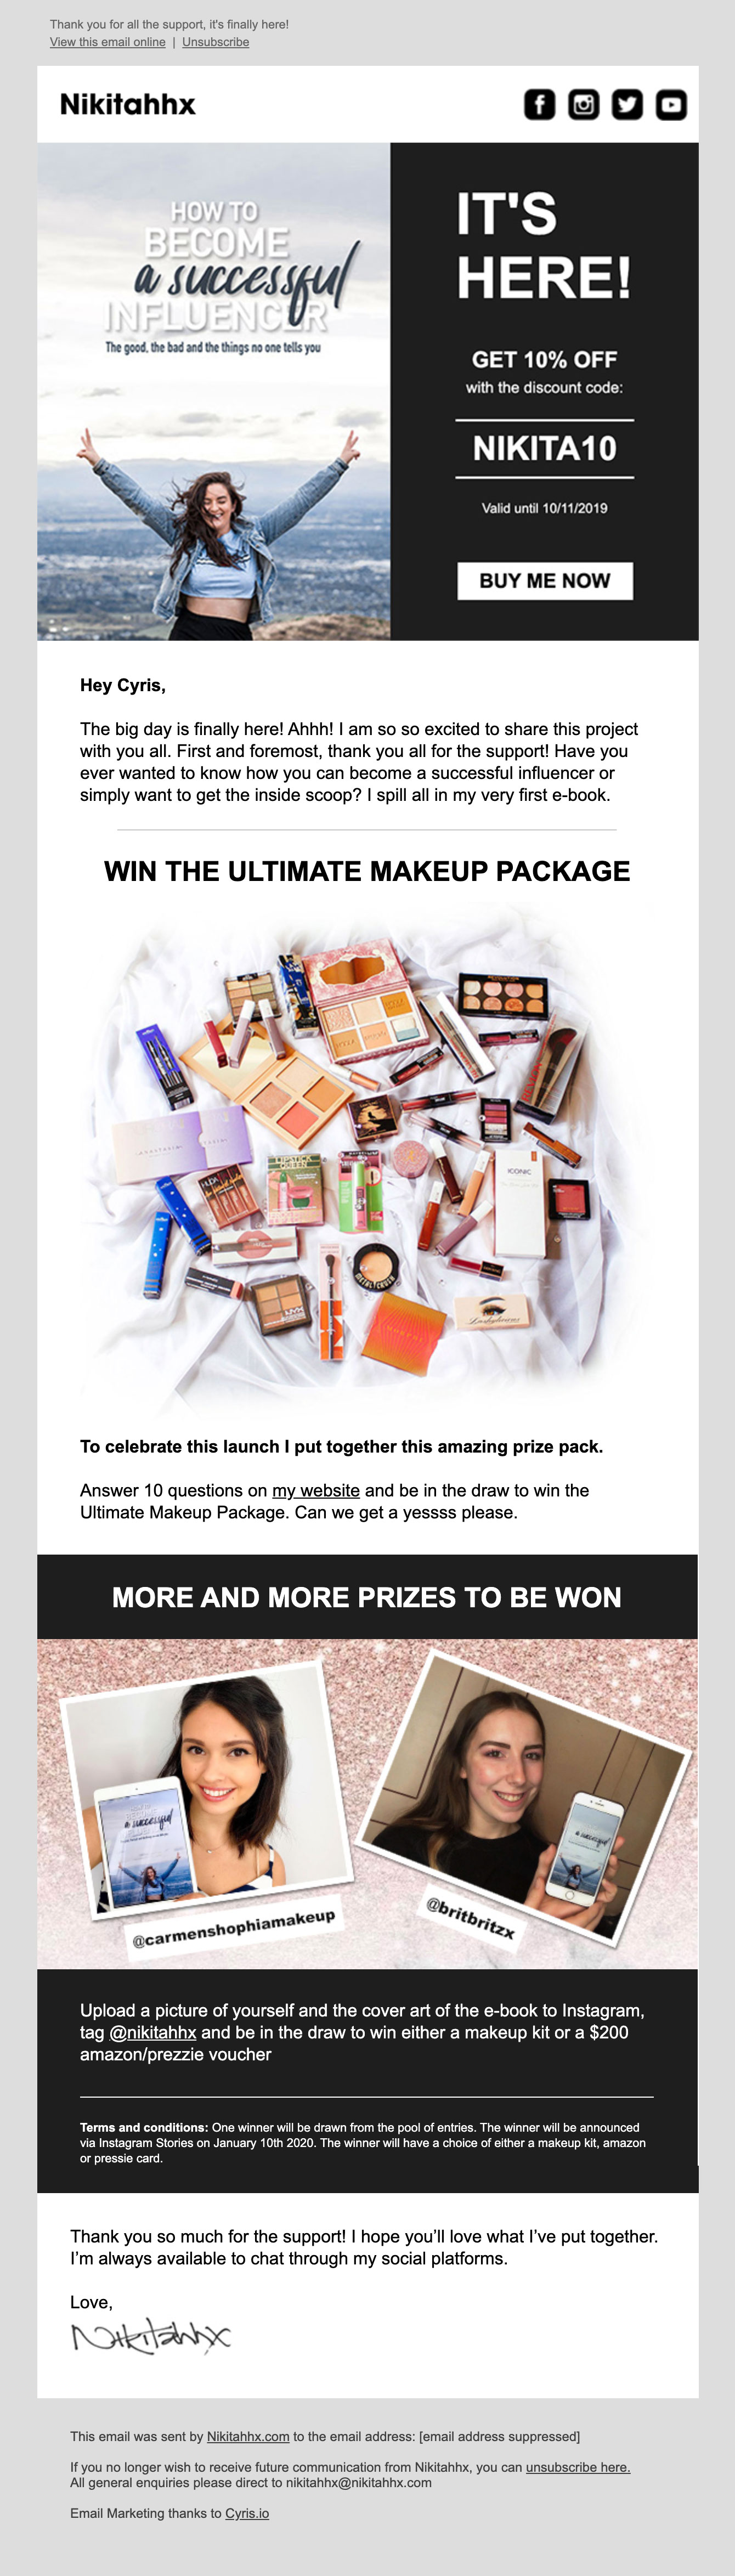 Thank you for all the support, it's finally here!
View this email online | Unsubscribe
Nikitahhx
HOW TO
BECOME
a successful
INFLUENCER
The good, the bad and the things no one tells you
IT'S
HERE!
GET 10% OFF
with the discount code:
NIKITA10
Valid until 10/11/2019
BUY ME NOW
Hey Cyris,
The big day is finally here! Ahhh! I am so so excited to share this project
with you all. First and foremost, thank you all for the support! Have you
ever wanted to know how you can become a successful influencer or
simply want to get the inside scoop? I spill all in my very first e-book.
WIN THE ULTIMATE MAKEUP PACKAGE
REVOLUTION
REVLON
ANASTASIA
LIPSTICK
QUEEN
ICONIC
NYX
MORPHE
To celebrate this launch I put together this amazing prize pack.
Answer 10 questions on my website and be in the draw to win the
Ultimate Makeup Package. Can we get a yessss please.
MORE AND MORE PRIZES TO BE WON
a successful
a successful
@carmenshophiamakeup
@britbritzx
Upload a picture of yourself and the cover art of the e-book to Instagram,
tag @nikitahhx and be in the draw to win either a makeup kit or a $200
amazon/prezzie voucher
Terms and conditions: One winner will be drawn from the pool of entries. The winner will be announced
via Instagram Stories on January 10th 2020. The winner will have a choice of either a makeup kit, amazon
or pressie card.
Thank you so much for the support! I hope you'll love what I've put together.
I'm always available to chat through my social platforms.
Love,
Nikitahhx
This email was sent by Nikitahhx.com to the email address: [email address suppressed]
If you no longer wish to receive future communication from Nikitahhx, you can unsubscribe here.
All general enquiries please direct to nikitahhx@nikitahhx.com
Email Marketing thanks to Cyris.io